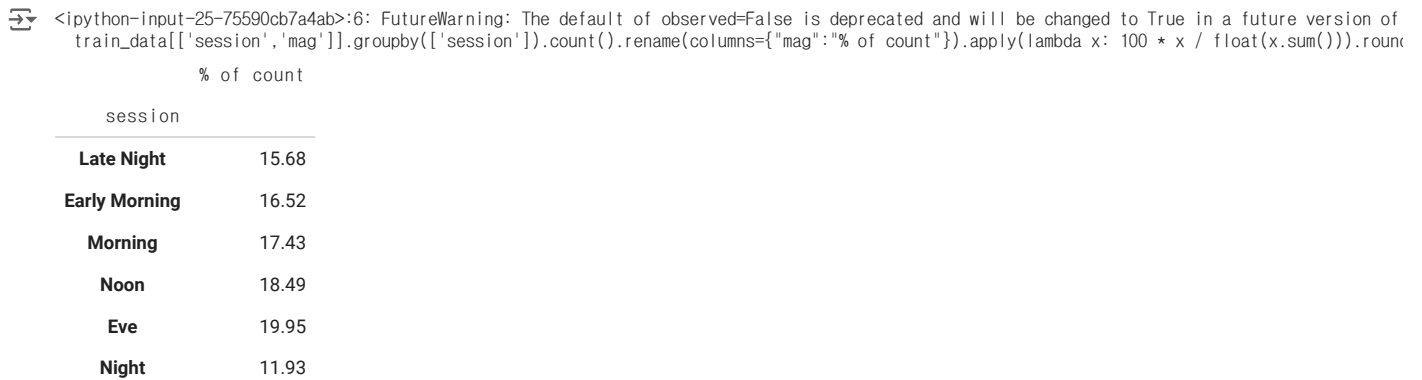 <ipython-input-25-75590cb7a4ab>:6: FutureWarning: The default of observed=False is deprecated and will be changed to True in a future version of
train_data[['session','mag']].groupby(['session']).count().rename(columns={"mag":"% of count"}).apply(lambda x: 100 * x / float(x.sum())).round
% of count
session
Late Night 15.68
Early Morning 16.52
Morning 17.43
Noon 18.49
Eve 19.95
Night 11.93